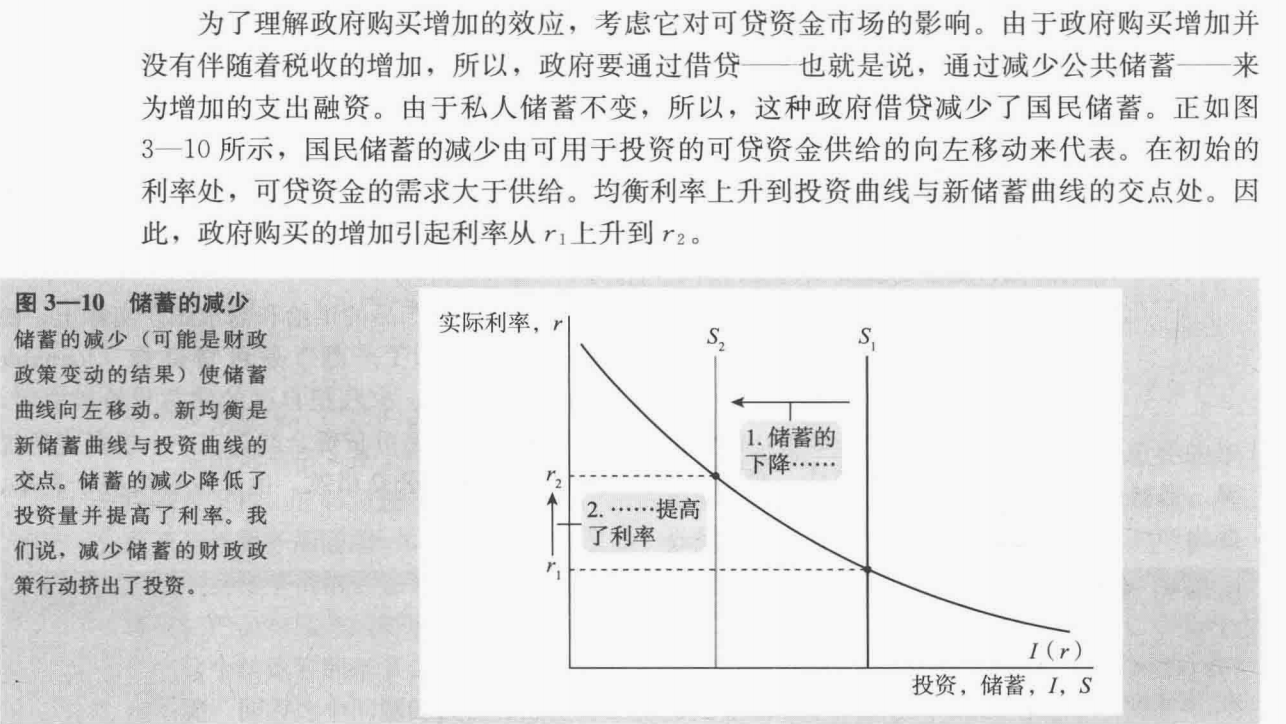 为了理解政府购买增加的效应，考虑它对可贷资金市场的影响。由于政府购买增加并
没有伴随着税收的增加，所以，政府要通过借贷——也就是说，通过减少公共储蓄——来
为增加的支出融资。由于私人储蓄不变，所以，这种政府借贷减少了国民储蓄。正如图
3—10 所示，国民储蓄的减少由可用于投资的可贷资金供给的向左移动来代表。在初始的
利率处，可贷资金的需求大于供给。均衡利率上升到投资曲线与新储蓄曲线的交点处。因
此，政府购买的增加引起利率从 r₁上升到 r₂。
图 3—10 储蓄的减少
储蓄的减少（可能是财政
政策变动的结果）使储蓄
曲线向左移动。新均衡是
新储蓄曲线与投资曲线的
交点。储蓄的减少降低了
投资量并提高了利率。我
们说，减少储蓄的财政政
策行动挤出了投资。
实际利率，r
S₂
S₁
1. 储蓄的
下降……
r₂
2. ……提高
了利率
r₁
I（r）
投资，储蓄，I，S